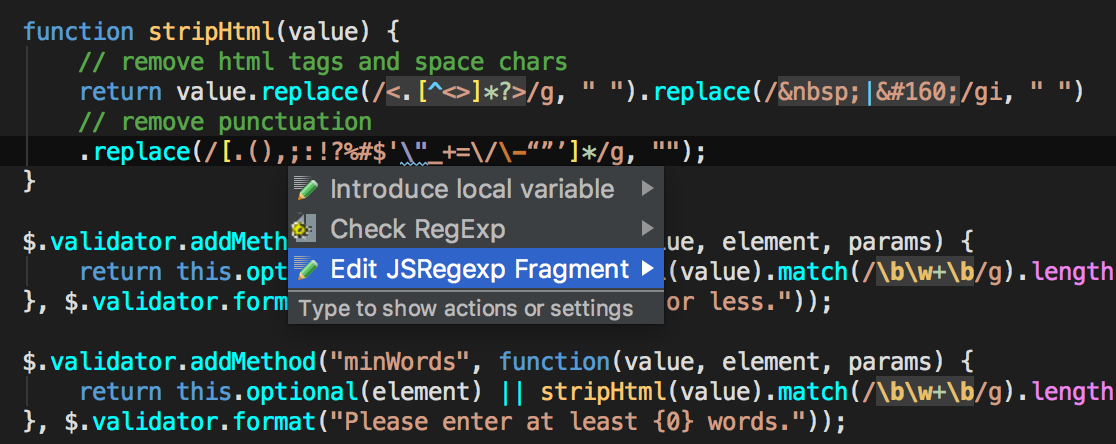 function stripHtml(value) {
// remove html tags and space chars
return value.replace(/<.[^<>]*?>/g, " ").replace(/&nbsp;|&#160;/gi, " ")
// remove punctuation
.replace(/[.(),;:!?%#$'\"_+=\/\-“”’]*/g, "");
}
Introduce local variable
Check RegExp
Edit JSRegexp Fragment
Type to show actions or settings
$.validator.addMeth ue, element, params) {
return this.opt (value).match(/\b\w+\b/g).length
}, $.validator.form or less."));
$.validator.addMethod("minWords", function(value, element, params) {
return this.optional(element) || stripHtml(value).match(/\b\w+\b/g).length
}, $.validator.format("Please enter at least {0} words."));